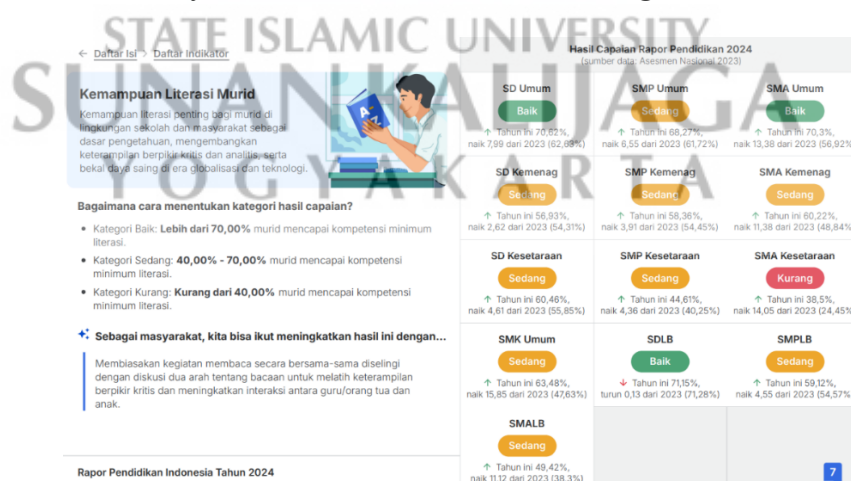 STATE ISLAMIC UNIVERSITY
SUNAN KALIJAGA
YOGYAKARTA
← Daftar Isi > Daftar Indikator
Kemampuan Literasi Murid
Kemampuan literasi penting bagi murid di
lingkungan sekolah dan masyarakat sebagai
dasar pengetahuan, mengembangkan
keterampilan berpikir kritis dan analitis, serta
bekal daya saing di era globalisasi dan teknologi.
A
Z
Bagaimana cara menentukan kategori hasil capaian?
• Kategori Baik: Lebih dari 70,00% murid mencapai kompetensi minimum
literasi.
• Kategori Sedang: 40,00% - 70,00% murid mencapai kompetensi
minimum literasi.
• Kategori Kurang: Kurang dari 40,00% murid mencapai kompetensi
minimum literasi.
Sebagai masyarakat, kita bisa ikut meningkatkan hasil ini dengan...
Membiasakan kegiatan membaca secara bersama-sama diselingi
dengan diskusi dua arah tentang bacaan untuk melatih keterampilan
berpikir kritis dan meningkatkan interaksi antara guru/orang tua dan
anak.
Rapor Pendidikan Indonesia Tahun 2024
Hasil Capaian Rapor Pendidikan 2024
(sumber data: Asesmen Nasional 2023)
SD Umum
Baik
↑ Tahun ini 70,62%,
naik 7,99 dari 2023 (62,63%)
SMP Umum
Sedang
↑ Tahun ini 68,27%,
naik 6,55 dari 2023 (61,72%)
SMA Umum
Baik
↑ Tahun ini 70,3%,
naik 13,38 dari 2023 (56,92%
SD Kemenag
Sedang
↑ Tahun ini 56,93%,
naik 2,62 dari 2023 (54,31%)
SMP Kemenag
Sedang
↑ Tahun ini 58,36%,
naik 3,91 dari 2023 (54,45%)
SMA Kemenag
Sedang
↑ Tahun ini 60,22%,
naik 11,38 dari 2023 (48,84%
SD Kesetaraan
Sedang
↑ Tahun ini 60,46%,
naik 4,61 dari 2023 (55,85%)
SMP Kesetaraan
Sedang
↑ Tahun ini 44,61%,
naik 4,36 dari 2023 (40,25%)
SMA Kesetaraan
Kurang
↑ Tahun ini 38,5%,
naik 14,05 dari 2023 (24,45%
SMK Umum
Sedang
↑ Tahun ini 63,48%,
naik 15,85 dari 2023 (47,63%)
SDLB
Baik
↓ Tahun ini 71,15%,
turun 0,13 dari 2023 (71,28%)
SMPLB
Sedang
↑ Tahun ini 59,12%,
naik 4,55 dari 2023 (54,57%
SMALB
Sedang
↑ Tahun ini 49,42%,
naik 11,12 dari 2023 (38,3%)
7